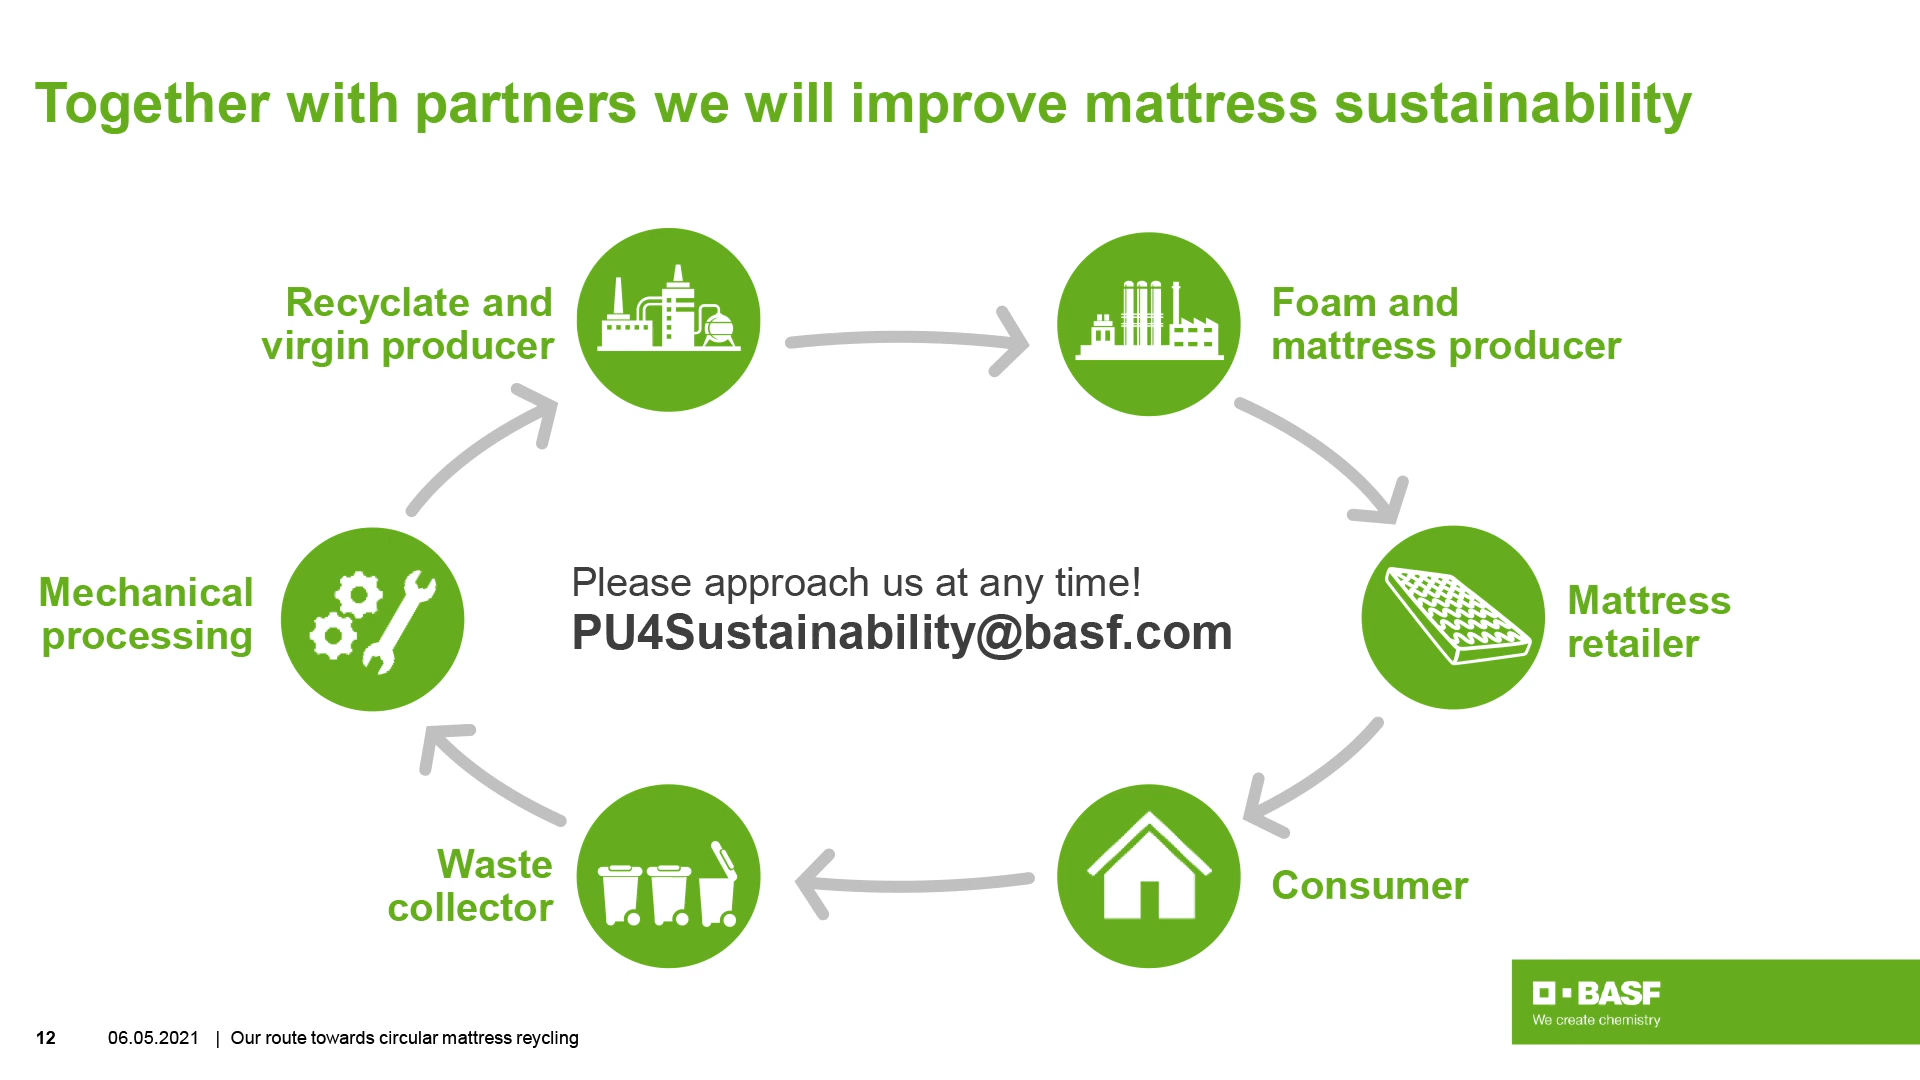 Together with partners we will improve mattress sustainability
Recyclate and
virgin producer
Foam and
mattress producer
Mechanical
processing
Please approach us at any time!
PU4Sustainability@basf.com
Mattress
retailer
Waste
collector
Consumer
BASF
We create chemistry
12 06.05.2021 | Our route towards circular mattress reycling